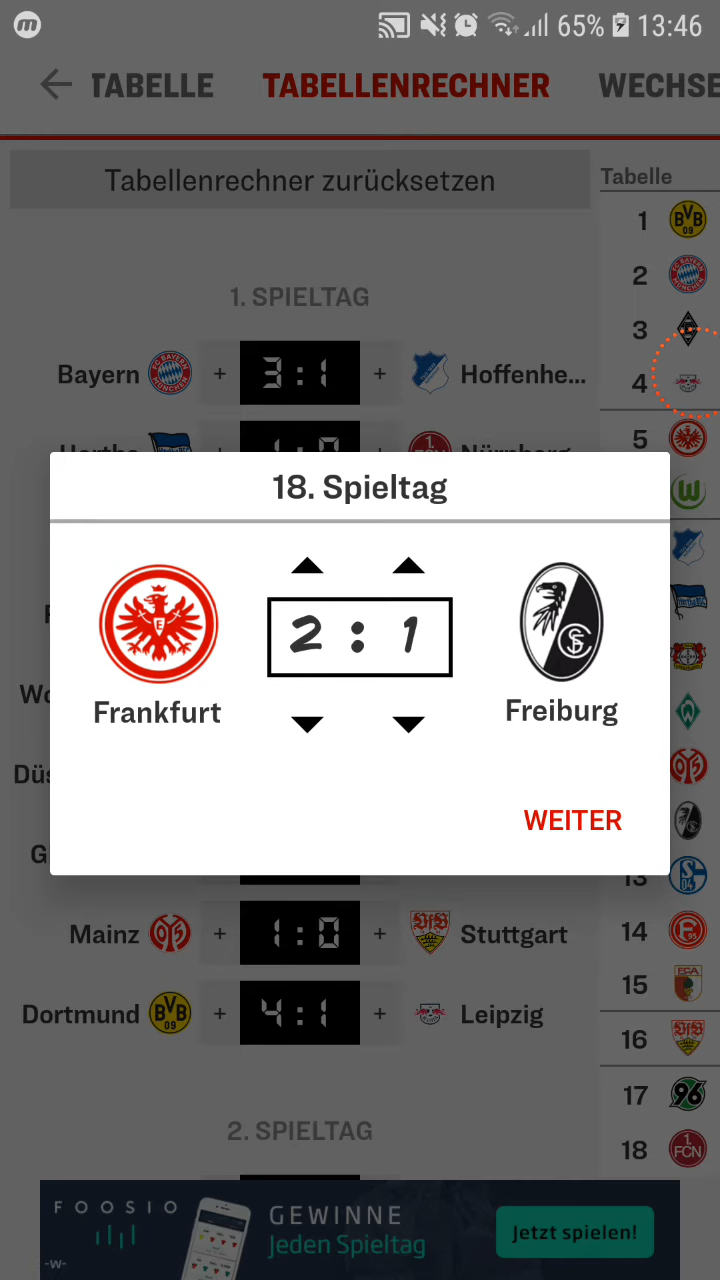 65% 13:46
TABELLE TABELLENRECHNER WECHSE
Tabellenrechner zurücksetzen
Tabelle
1
2
3
4
5
1. SPIELTAG
Bayern + 3:1 + Hoffenhe...
18. Spieltag
2 : 1
Frankfurt
Freiburg
WEITER
13
Mainz + 1:0 + Stuttgart
14
Dortmund + 4:1 + Leipzig
15
16
17
18
2. SPIELTAG
FOOSIO
GEWINNE
Jeden Spieltag
Jetzt spielen!
-W-